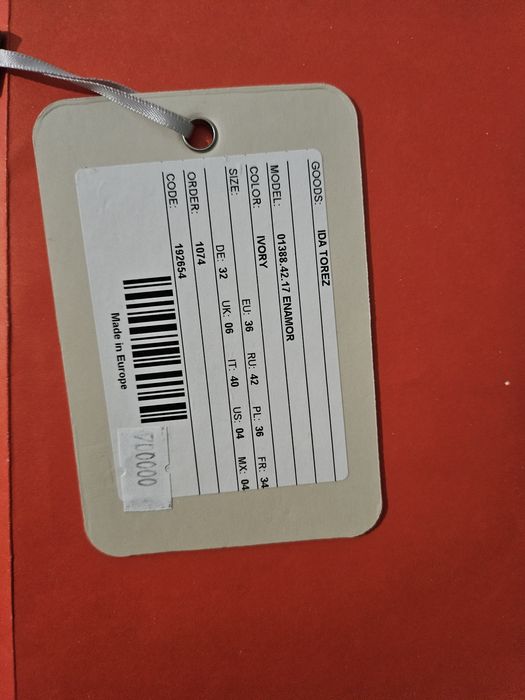 GOODS: IDA TOREZ
MODEL: 01388.42.17 ENAMOR
COLOR: IVORY
SIZE: EU: 36 RU: 42 PL: 36 FR: 34
DE: 32 UK: 06 IT: 40 US: 04 MX: 04
ORDER: 1074
CODE: 192654
Made in Europe